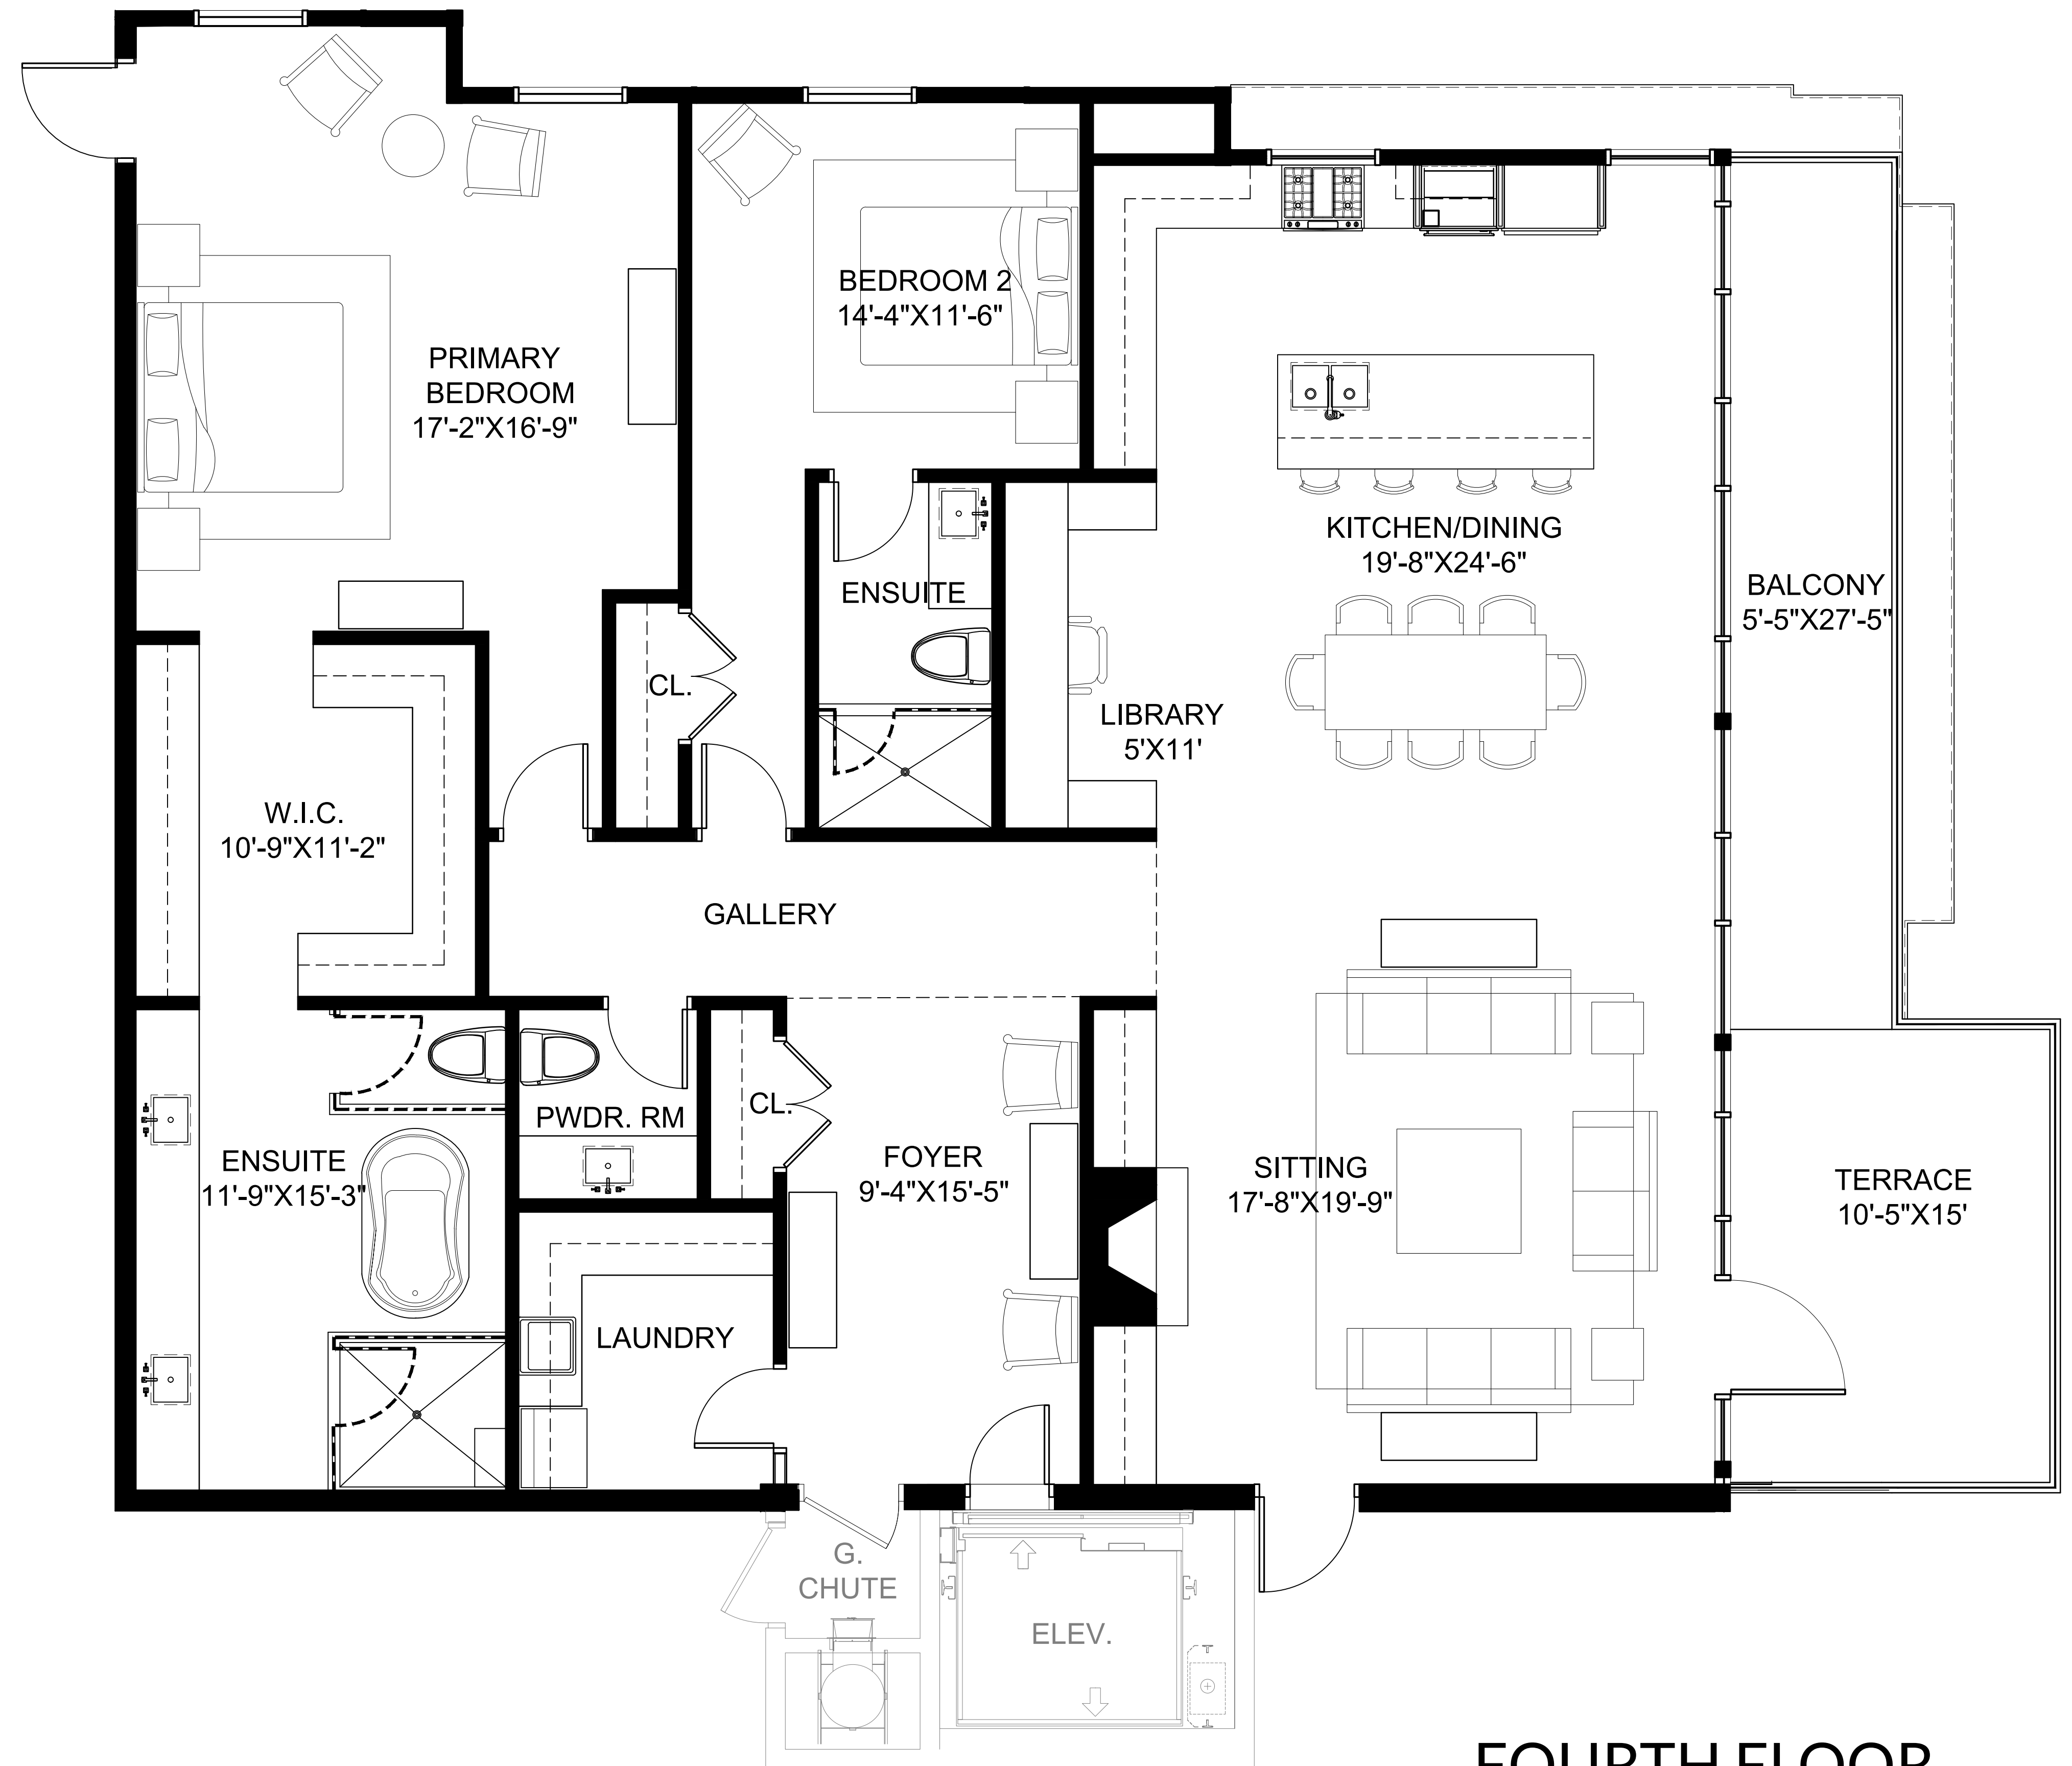 BEDROOM 2
14'-4"X11'-6"
PRIMARY
BEDROOM
17'-2"X16'-9"
KITCHEN/DINING
19'-8"X24'-6"
BALCONY
5'-5"X27'-5"
ENSUITE
CL.
LIBRARY
5'X11'
W.I.C.
10'-9"X11'-2"
GALLERY
CL.
PWDR. RM
ENSUITE
11'-9"X15'-3"
FOYER
9'-4"X15'-5"
SITTING
17'-8"X19'-9"
TERRACE
10'-5"X15'
LAUNDRY
G.
CHUTE
ELEV.
FOURTH FLOOR